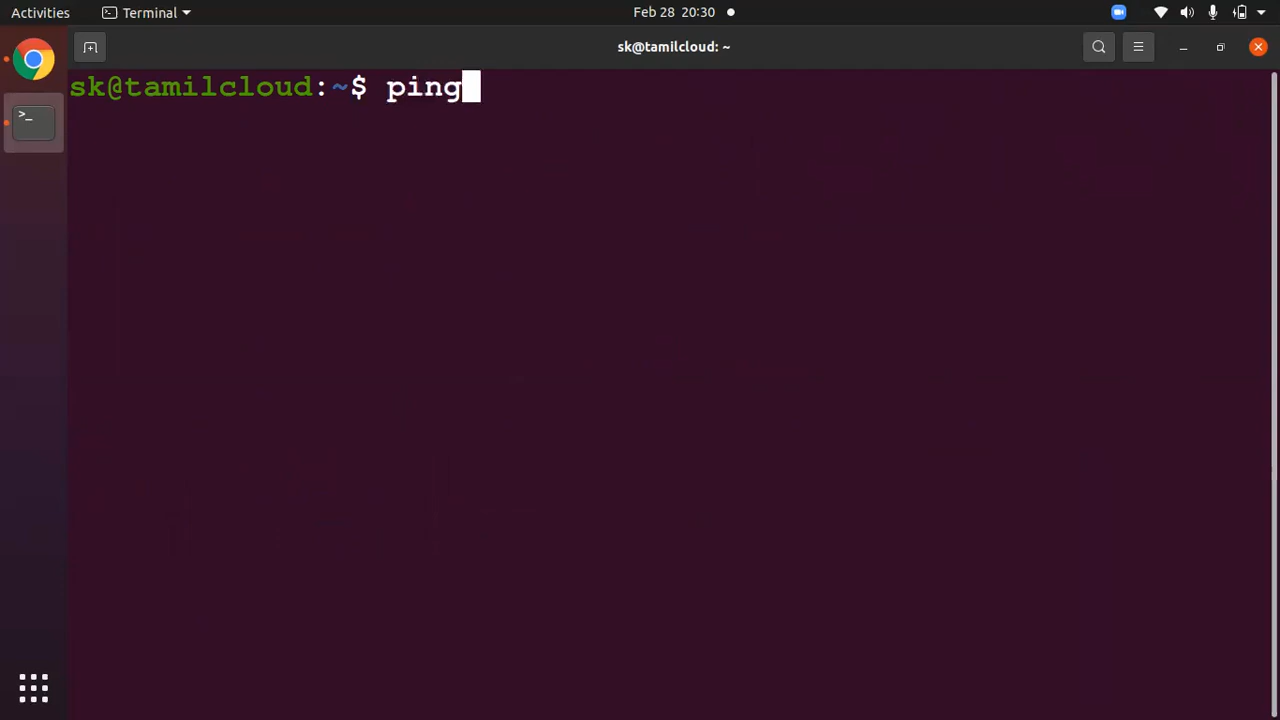 Activities
Terminal
Feb 28 20:30
sk@tamilcloud: ~
>_
sk@tamilcloud:~$ ping